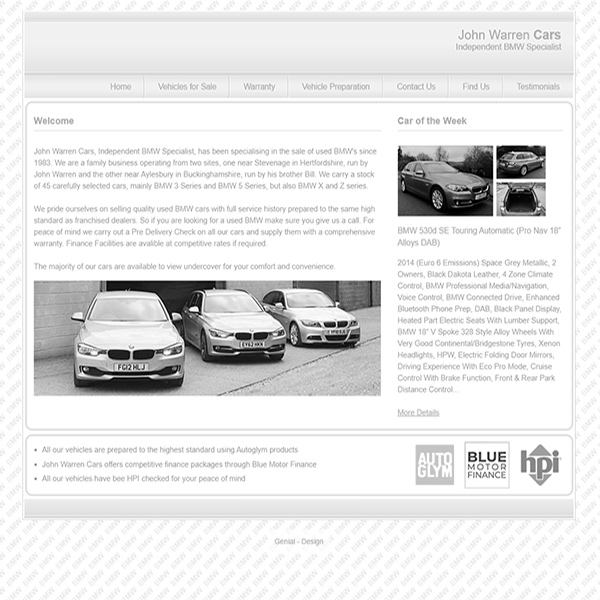 John Warren Cars
Independent BMW Specialist
Home
Vehicles for Sale
Warranty
Vehicle Preparation
Contact Us
Find Us
Testimonials
Welcome
John Warren Cars, Independent BMW Specialist, has been specialising in the sale of used BMW's since
1983. We are a family business operating from two sites, one near Stevenage in Hertfordshire, run by
John Warren and the other near Aylesbury in Buckinghamshire, run by his brother Bill. We carry a stock
of 45 carefully selected cars, mainly BMW 3 Series and BMW 5 Series, but also BMW X and Z series.
We pride ourselves on selling quality used BMW cars with full service history prepared to the same high
standard as franchised dealers. So if you are looking for a used BMW make sure you give us a call. For
peace of mind we carry out a Pre Delivery Check on all our cars and supply them with a comprehensive
warranty. Finance Facilities are avalible at competitive rates if required.
The majority of our cars are available to view undercover for your comfort and convenience.
FG12 HLJ
EY62 HKN
Car of the Week
BMW 530d SE Touring Automatic (Pro Nav 18"
Alloys DAB)
2014 (Euro 6 Emissions) Space Grey Metallic, 2
Owners, Black Dakota Leather, 4 Zone Climate
Control, BMW Professional Media/Navigation,
Voice Control, BMW Connected Drive, Enhanced
Bluetooth Phone Prep, DAB, Black Panel Display,
Heated Part Electric Seats With Lumber Support,
BMW 18" V Spoke 328 Style Alloy Wheels With
Very Good Continental/Bridgestone Tyres, Xenon
Headlights, HPW, Electric Folding Door Mirrors,
Driving Experience With Eco Pro Mode, Cruise
Control With Brake Function, Front & Rear Park
Distance Control...
More Details
All our vehicles are prepared to the highest standard using Autoglym products
John Warren Cars offers competitive finance packages through Blue Motor Finance
All our vehicles have bee HPI checked for your peace of mind
AUTO
GLYM
BLUE
MOTOR
FINANCE
hpi
Genial - Design